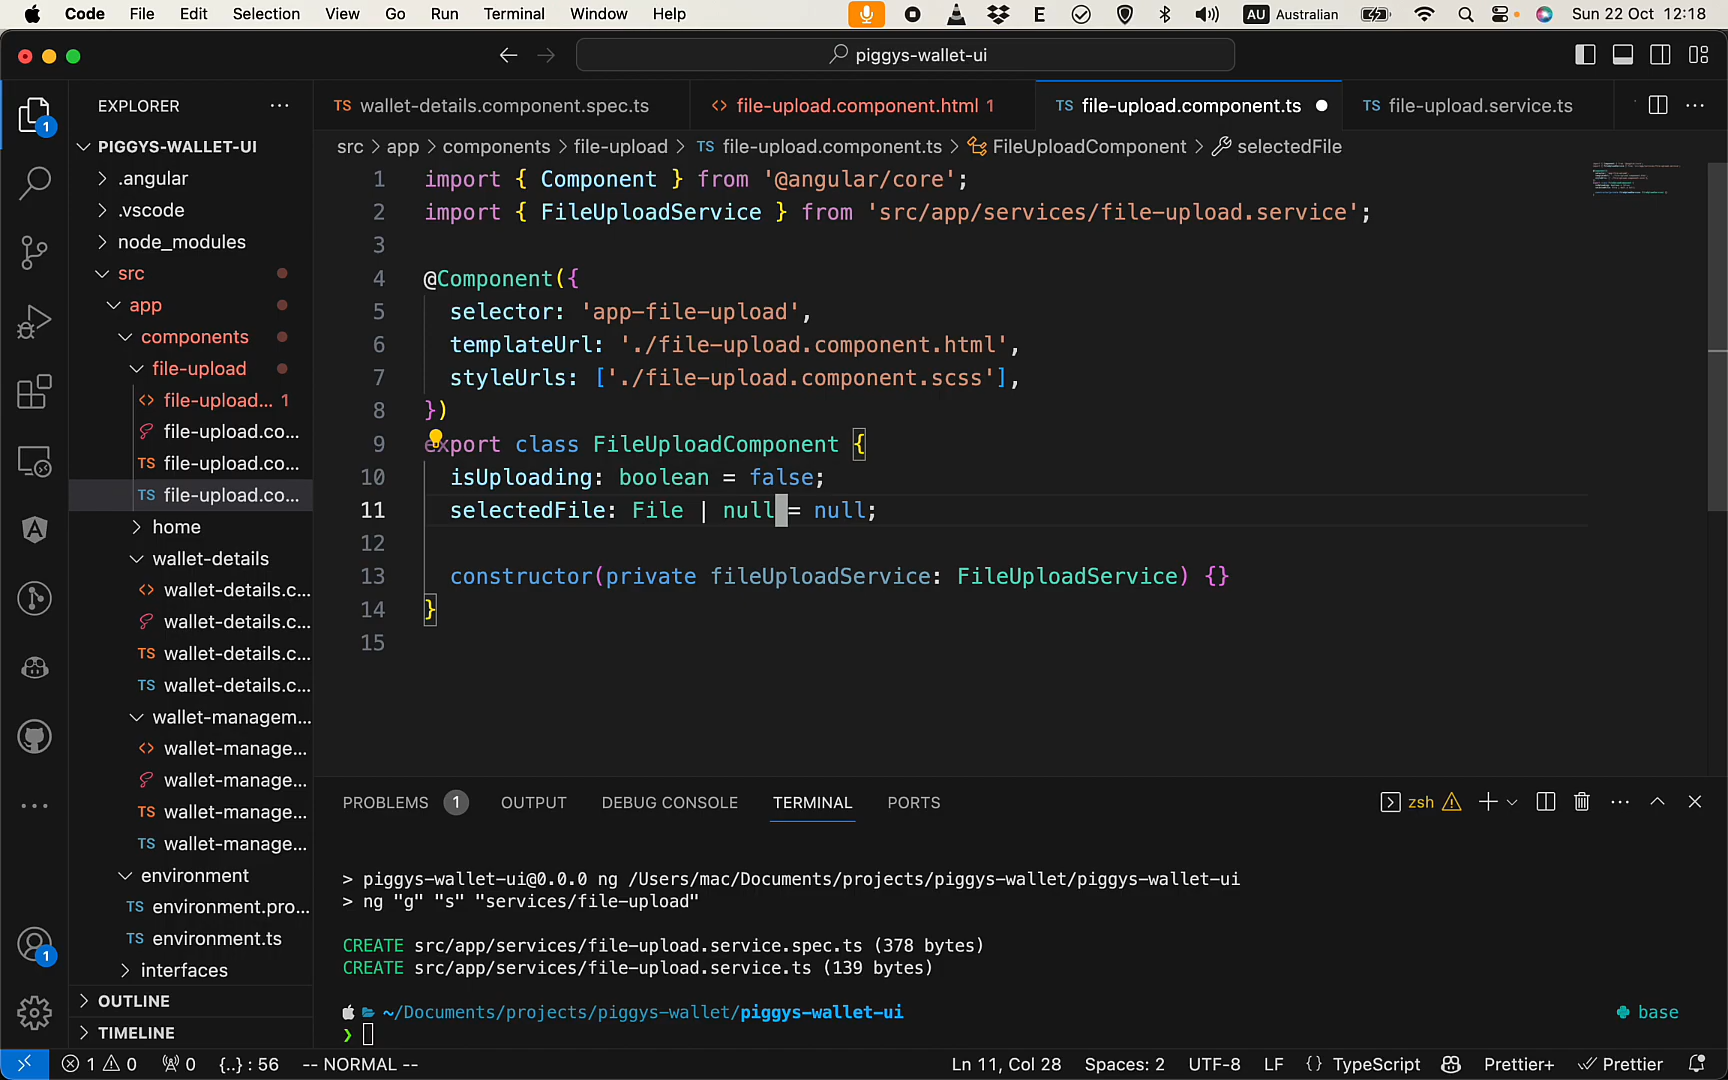 Code File Edit Selection View Go Run Terminal Window Help E AU Australian Sun 22 Oct 12:18
piggys-wallet-ui
EXPLORER ···
TS wallet-details.component.spec.ts <> file-upload.component.html 1 TS file-upload.component.ts TS file-upload.service.ts ···
src > app > components > file-upload > TS file-upload.component.ts > FileUploadComponent > selectedFile
PIGGYS-WALLET-UI
.angular
.vscode
node_modules
src
app
components
file-upload
<> file-upload... 1
file-upload.co...
TS file-upload.co...
TS file-upload.co...
home
wallet-details
<> wallet-details.c...
wallet-details.c...
TS wallet-details.c...
TS wallet-details.c...
wallet-managem...
<> wallet-manage...
wallet-manage...
TS wallet-manage...
TS wallet-manage...
environment
TS environment.pro...
TS environment.ts
interfaces
OUTLINE
TIMELINE
1
1
1 import { Component } from '@angular/core';
2 import { FileUploadService } from 'src/app/services/file-upload.service';
3
4 @Component({
5 selector: 'app-file-upload',
6 templateUrl: './file-upload.component.html',
7 styleUrls: ['./file-upload.component.scss'],
8 })
9 export class FileUploadComponent {
10 isUploading: boolean = false;
11 selectedFile: File | null = null;
12
13 constructor(private fileUploadService: FileUploadService) {}
14 }
15
PROBLEMS 1 OUTPUT DEBUG CONSOLE TERMINAL PORTS zsh ···
> piggys-wallet-ui@0.0.0 ng /Users/mac/Documents/projects/piggys-wallet/piggys-wallet-ui
> ng "g" "s" "services/file-upload"
CREATE src/app/services/file-upload.service.spec.ts (378 bytes)
CREATE src/app/services/file-upload.service.ts (139 bytes)
~/Documents/projects/piggys-wallet/piggys-wallet-ui base
❯
1 0 0 {..} : 56 -- NORMAL -- Ln 11, Col 28 Spaces: 2 UTF-8 LF {} TypeScript Prettier+ Prettier